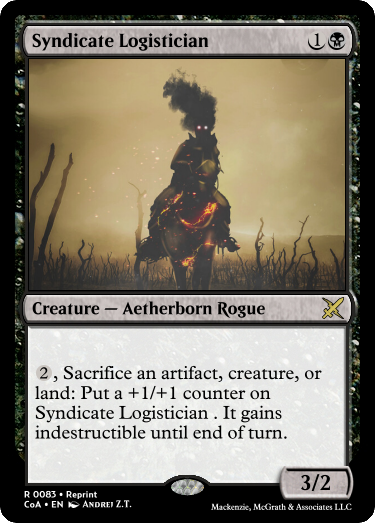 Syndicate Logistician 1
Creature — Aetherborn Rogue
2 , Sacrifice an artifact, creature, or
land: Put a +1/+1 counter on
Syndicate Logistician . It gains
indestructible until end of turn.
3/2
R 0083 • Reprint
CoA • EN Andrej Z.T.
Mackenzie, McGrath & Associates LLC